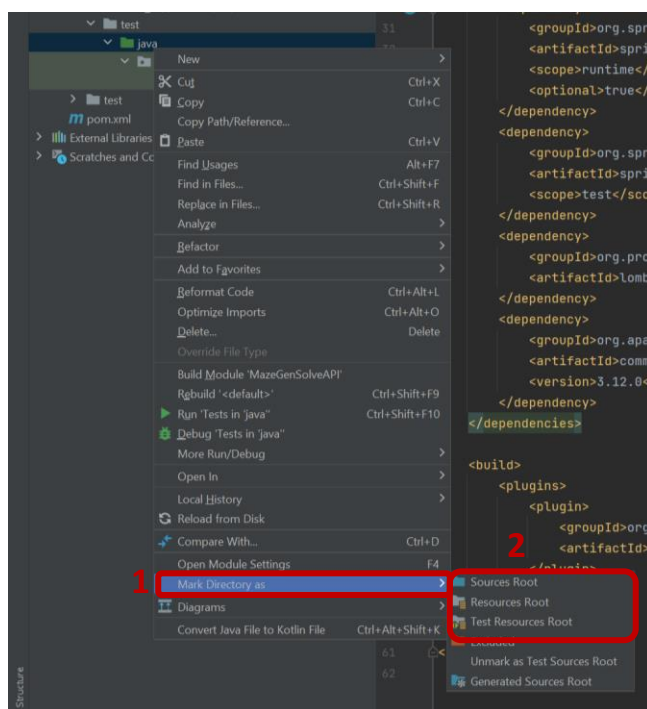 test
java
test
pom.xml
External Libraries
Scratches and Co
Structure
New
Cut Ctrl+X
Copy Ctrl+C
Copy Path/Reference...
Paste Ctrl+V
Find Usages Alt+F7
Find in Files... Ctrl+Shift+F
Replace in Files... Ctrl+Shift+R
Analyze
Refactor
Add to Favorites
Reformat Code Ctrl+Alt+L
Optimize Imports Ctrl+Alt+O
Delete... Delete
Override File Type
Build Module 'MazeGenSolveAPI'
Rebuild '<default>' Ctrl+Shift+F9
Run 'Tests in 'java'' Ctrl+Shift+F10
Debug 'Tests in 'java''
More Run/Debug
Open In
Local History
Reload from Disk
Compare With... Ctrl+D
Open Module Settings F4
1 Mark Directory as
Diagrams
Convert Java File to Kotlin File Ctrl+Alt+Shift+K
2
Sources Root
Resources Root
Test Resources Root
Excluded
Unmark as Test Sources Root
Generated Sources Root
31 <groupId>org.spr
<artifactId>spri
<scope>runtime</
<optional>true</
</dependency>
<dependency>
<groupId>org.spr
<artifactId>spri
<scope>test</sco
</dependency>
<dependency>
<groupId>org.pro
<artifactId>lomb
</dependency>
<dependency>
<groupId>org.apa
<artifactId>comm
<version>3.12.0<
</dependency>
</dependencies>
<build>
<plugins>
<plugin>
<groupId>org
<artifactId>
</plugin>
61 <
62